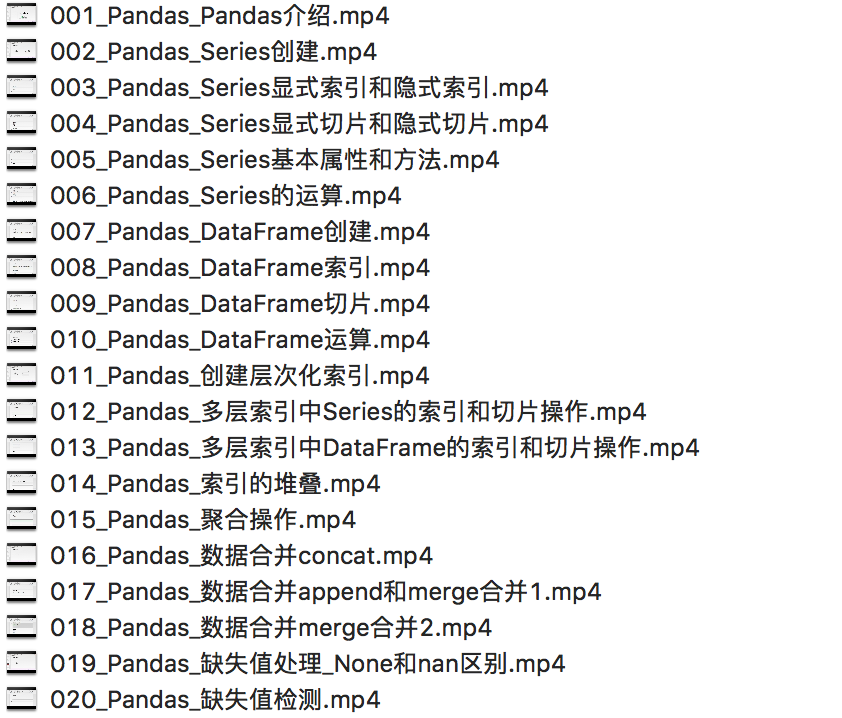 001_Pandas_Pandas介绍.mp4
002_Pandas_Series创建.mp4
003_Pandas_Series显式索引和隐式索引.mp4
004_Pandas_Series显式切片和隐式切片.mp4
005_Pandas_Series基本属性和方法.mp4
006_Pandas_Series的运算.mp4
007_Pandas_DataFrame创建.mp4
008_Pandas_DataFrame索引.mp4
009_Pandas_DataFrame切片.mp4
010_Pandas_DataFrame运算.mp4
011_Pandas_创建层次化索引.mp4
012_Pandas_多层索引中Series的索引和切片操作.mp4
013_Pandas_多层索引中DataFrame的索引和切片操作.mp4
014_Pandas_索引的堆叠.mp4
015_Pandas_聚合操作.mp4
016_Pandas_数据合并concat.mp4
017_Pandas_数据合并append和merge合并1.mp4
018_Pandas_数据合并merge合并2.mp4
019_Pandas_缺失值处理_None和nan区别.mp4
020_Pandas_缺失值检测.mp4